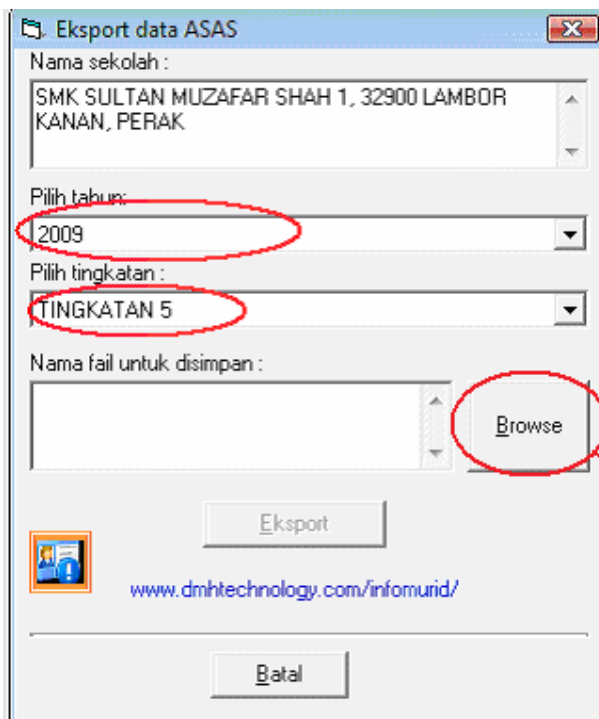 Eksport data ASAS
Nama sekolah :
SMK SULTAN MUZAFAR SHAH 1, 32900 LAMBOR
KANAN, PERAK
Pilih tahun:
2009
Pilih tingkatan :
TINGKATAN 5
Nama fail untuk disimpan :
Browse
Eksport
www.dmhtechnology.com/infomurid/
Batal